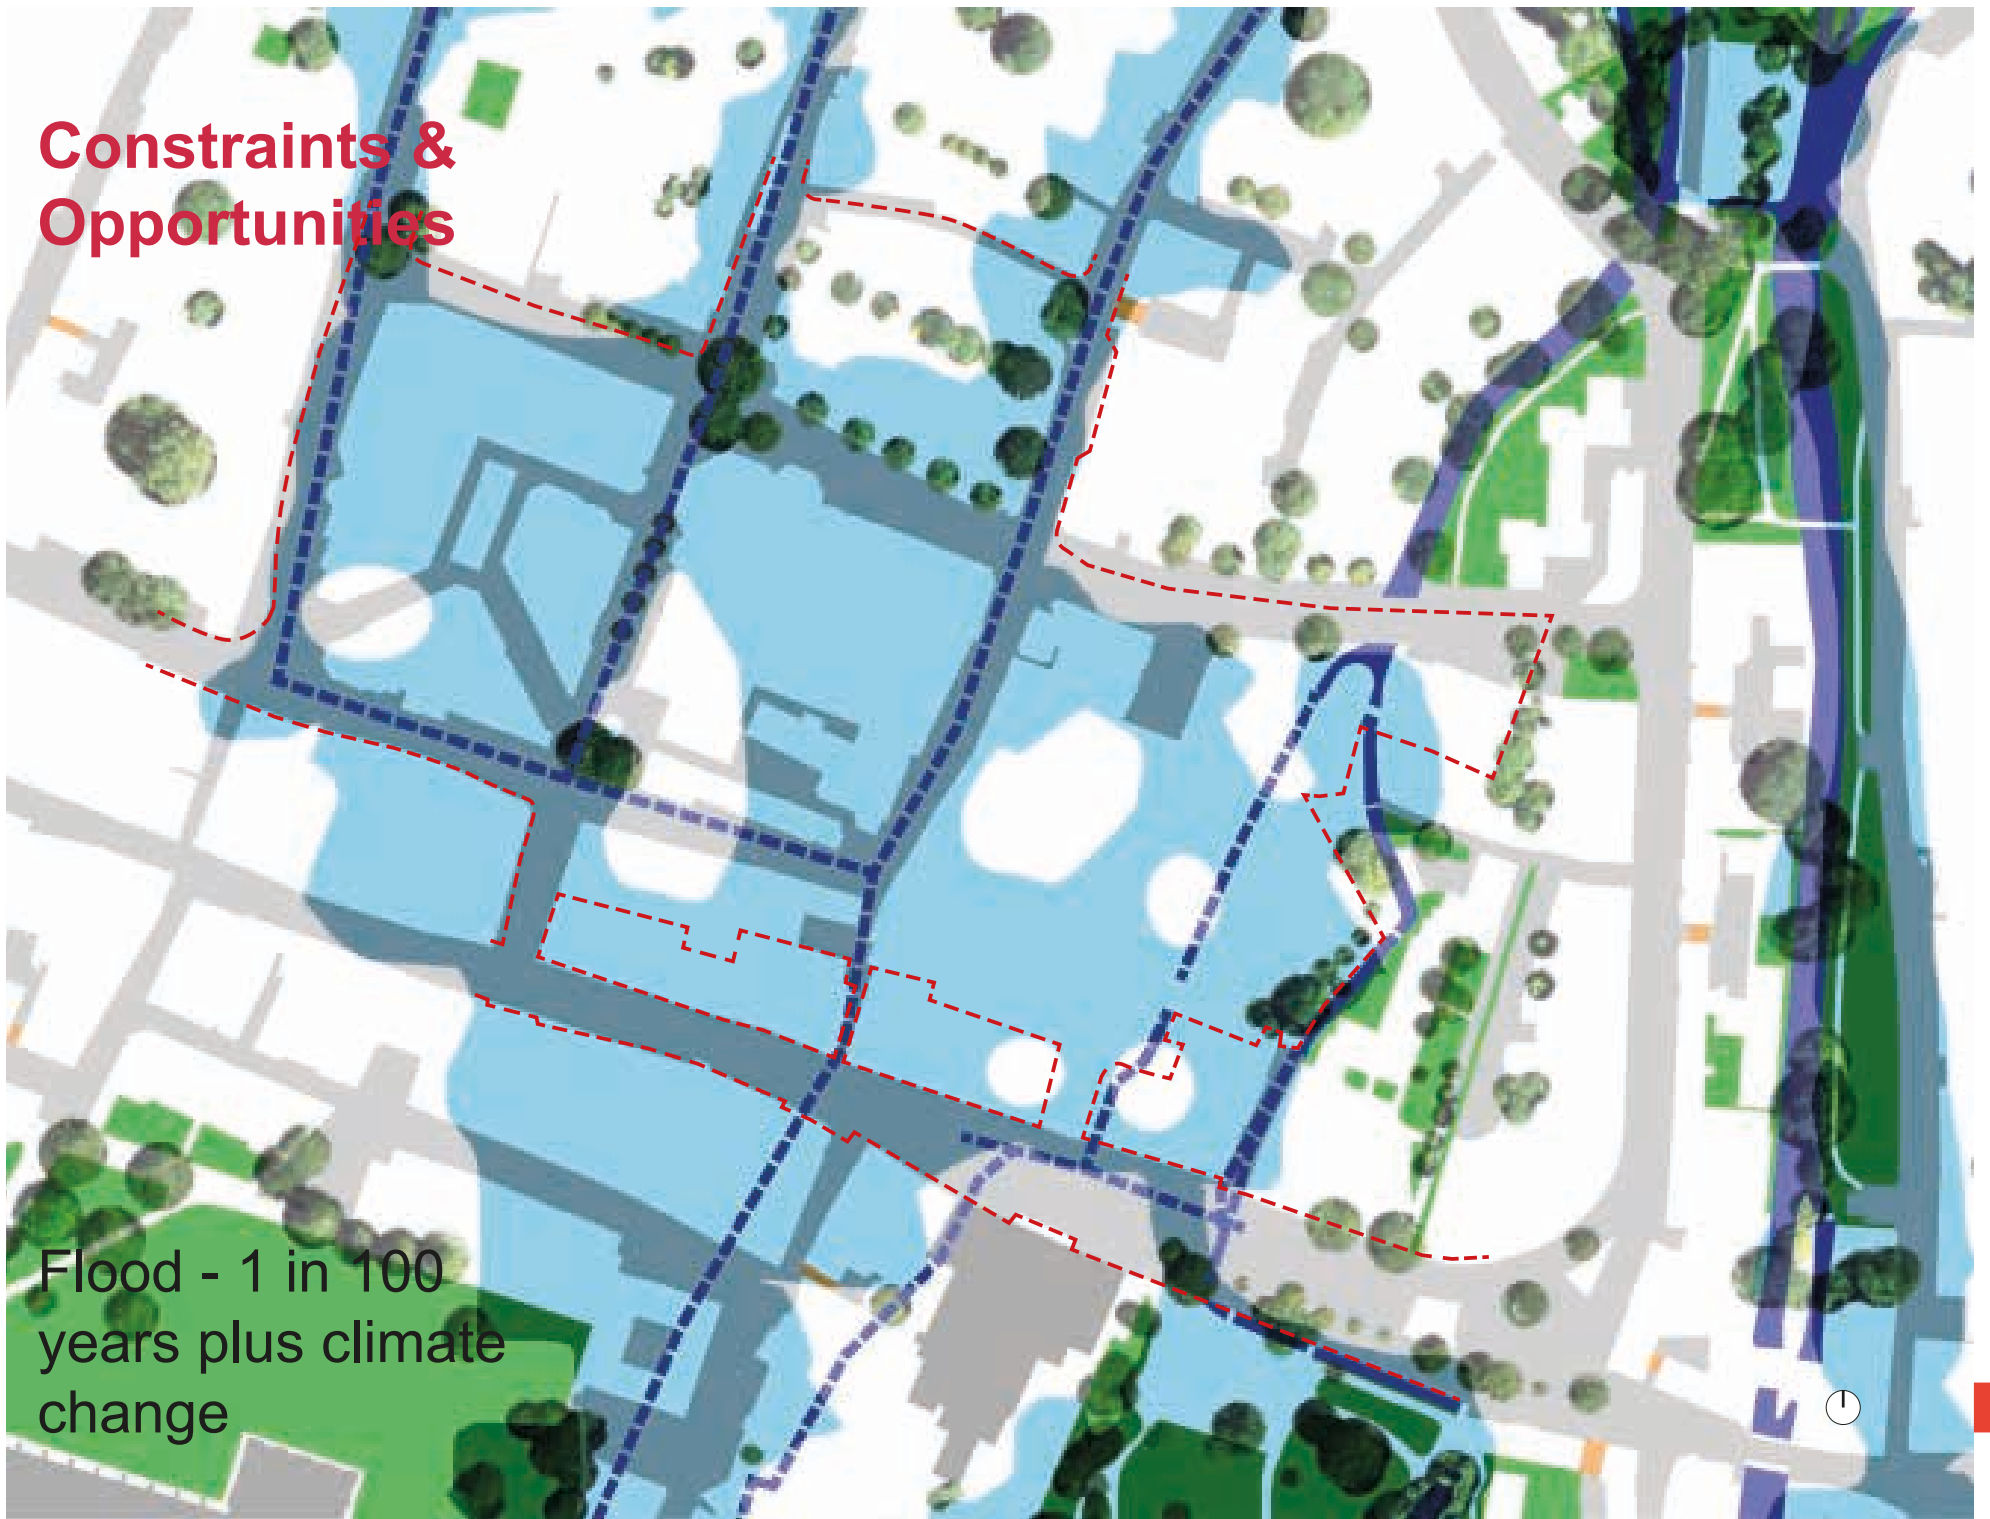 Constraints &
Opportunities
Flood - 1 in 100
years plus climate
change